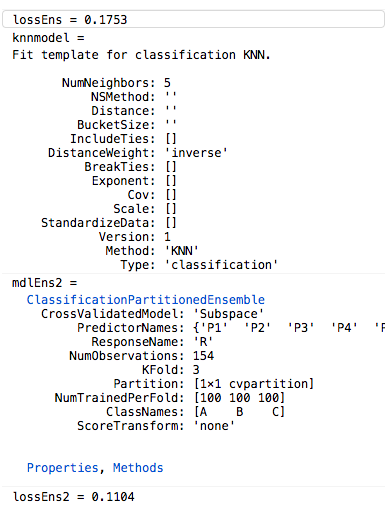 lossEns = 0.1753
knnmodel =
Fit template for classification KNN.
NumNeighbors: 5
NSMethod: ''
Distance: ''
BucketSize: ''
IncludeTies: []
DistanceWeight: 'inverse'
BreakTies: []
Exponent: []
Cov: []
Scale: []
StandardizeData: []
Version: 1
Method: 'KNN'
Type: 'classification'
mdlEns2 =
ClassificationPartitionedEnsemble
CrossValidatedModel: 'Subspace'
PredictorNames: {'P1' 'P2' 'P3' 'P4'
ResponseName: 'R'
NumObservations: 154
KFold: 3
Partition: [1×1 cvpartition]
NumTrainedPerFold: [100 100 100]
ClassNames: [A B C]
ScoreTransform: 'none'
Properties, Methods
lossEns2 = 0.1104